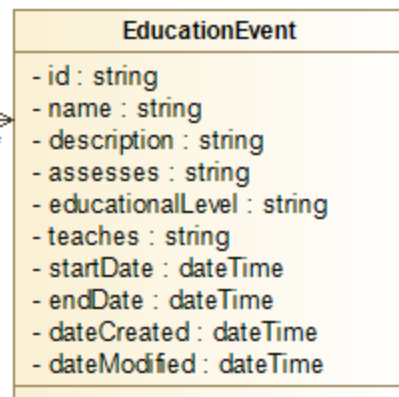 EducationEvent
- id : string
- name : string
- description : string
- assesses : string
- educationalLevel : string
- teaches : string
- startDate : dateTime
- endDate : dateTime
- dateCreated : dateTime
- dateModified : dateTime